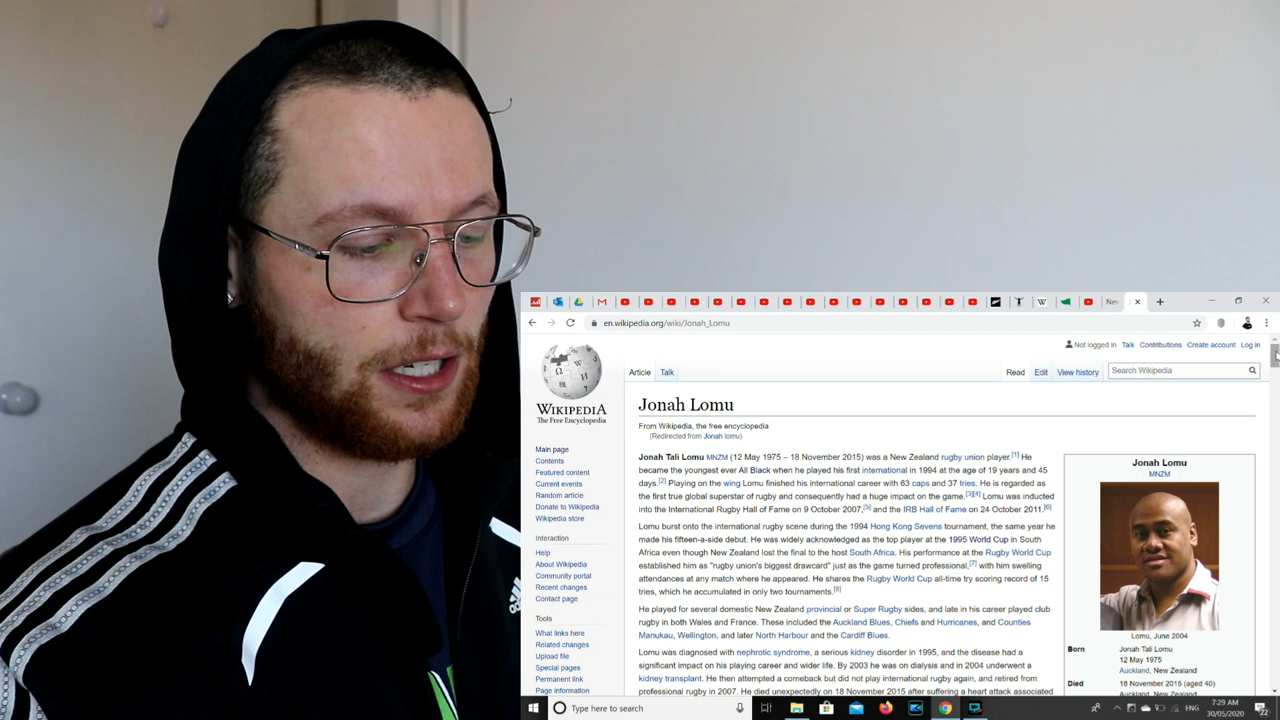 New
en.wikipedia.org/wiki/Jonah_Lomu
Not logged in Talk Contributions Create account Log in
Article Talk
Read Edit View history
Search Wikipedia
WIKIPEDIA
The Free Encyclopedia
Main page
Contents
Featured content
Current events
Random article
Donate to Wikipedia
Wikipedia store
Interaction
Help
About Wikipedia
Community portal
Recent changes
Contact page
Tools
What links here
Related changes
Upload file
Special pages
Permanent link
Page information
Jonah Lomu
From Wikipedia, the free encyclopedia
(Redirected from Jonah lomu)
Jonah Tali Lomu MNZM (12 May 1975 – 18 November 2015) was a New Zealand rugby union player.[1] He
became the youngest ever All Black when he played his first international in 1994 at the age of 19 years and 45
days.[2] Playing on the wing Lomu finished his international career with 63 caps and 37 tries. He is regarded as
the first true global superstar of rugby and consequently had a huge impact on the game.[3][4] Lomu was inducted
into the International Rugby Hall of Fame on 9 October 2007,[5] and the IRB Hall of Fame on 24 October 2011.[6]
Lomu burst onto the international rugby scene during the 1994 Hong Kong Sevens tournament, the same year he
made his fifteen-a-side debut. He was widely acknowledged as the top player at the 1995 World Cup in South
Africa even though New Zealand lost the final to the host South Africa. His performance at the Rugby World Cup
established him as "rugby union's biggest drawcard" just as the game turned professional,[7] with him swelling
attendances at any match where he appeared. He shares the Rugby World Cup all-time try scoring record of 15
tries, which he accumulated in only two tournaments.[8]
He played for several domestic New Zealand provincial or Super Rugby sides, and late in his career played club
rugby in both Wales and France. These included the Auckland Blues, Chiefs and Hurricanes, and Counties
Manukau, Wellington, and later North Harbour and the Cardiff Blues.
Lomu was diagnosed with nephrotic syndrome, a serious kidney disorder in 1995, and the disease had a
significant impact on his playing career and wider life. By 2003 he was on dialysis and in 2004 underwent a
kidney transplant. He then attempted a comeback but did not play international rugby again, and retired from
professional rugby in 2007. He died unexpectedly on 18 November 2015 after suffering a heart attack associated
Jonah Lomu
MNZM
Lomu, June 2004
Born Jonah Tali Lomu
12 May 1975
Auckland, New Zealand
Died 18 November 2015 (aged 40)
Auckland, New Zealand
Type here to search
ENG
7:29 AM
30/05/2020
22